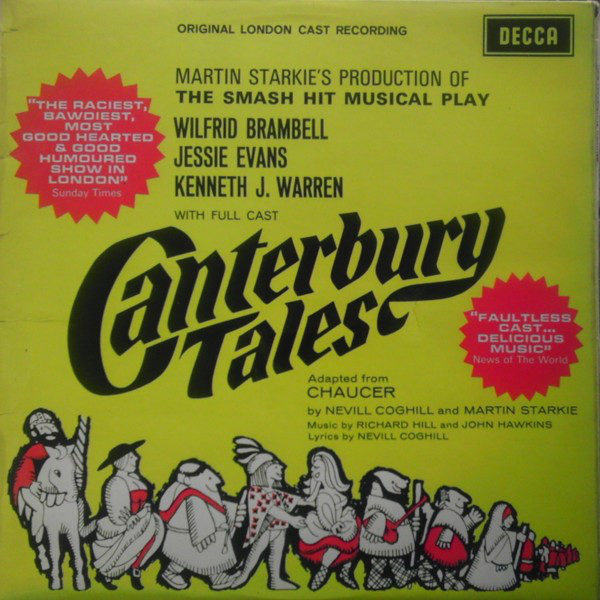 ORIGINAL LONDON CAST RECORDING
DECCA
MARTIN STARKIE'S PRODUCTION OF
THE SMASH HIT MUSICAL PLAY
"THE RACIEST,
BAWDIEST,
MOST
GOOD HEARTED
& GOOD
HUMOURED
SHOW IN
LONDON"
Sunday Times
WILFRID BRAMBELL
JESSIE EVANS
KENNETH J. WARREN
WITH FULL CAST
Canterbury
Tales
"FAULTLESS
CAST...
DELICIOUS
MUSIC"
News of The World
Adapted from
CHAUCER
by NEVILL COGHILL and MARTIN STARKIE
Music by RICHARD HILL and JOHN HAWKINS
Lyrics by NEVILL COGHILL